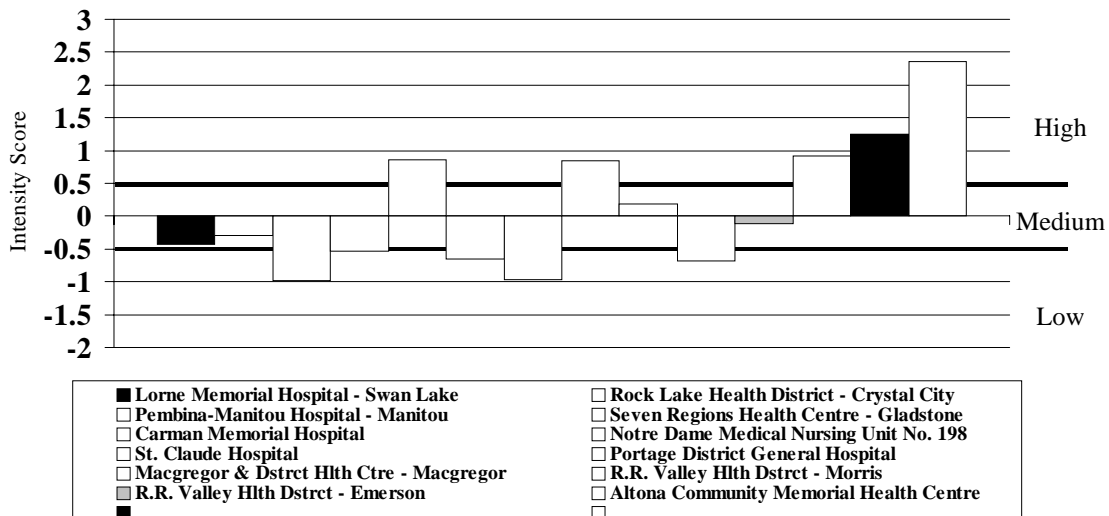 3
2.5
2
1.5
1
0.5
0
-0.5
-1
-1.5
-2
Intensity Score
High
Medium
Low
Lorne Memorial Hospital - Swan Lake
Rock Lake Health District - Crystal City
Pembina-Manitou Hospital - Manitou
Seven Regions Health Centre - Gladstone
Carman Memorial Hospital
Notre Dame Medical Nursing Unit No. 198
St. Claude Hospital
Portage District General Hospital
Macgregor & Dstrct Hlth Ctre - Macgregor
R.R. Valley Hlth Dstrct - Morris
R.R. Valley Hlth Dstrct - Emerson
Altona Community Memorial Health Centre